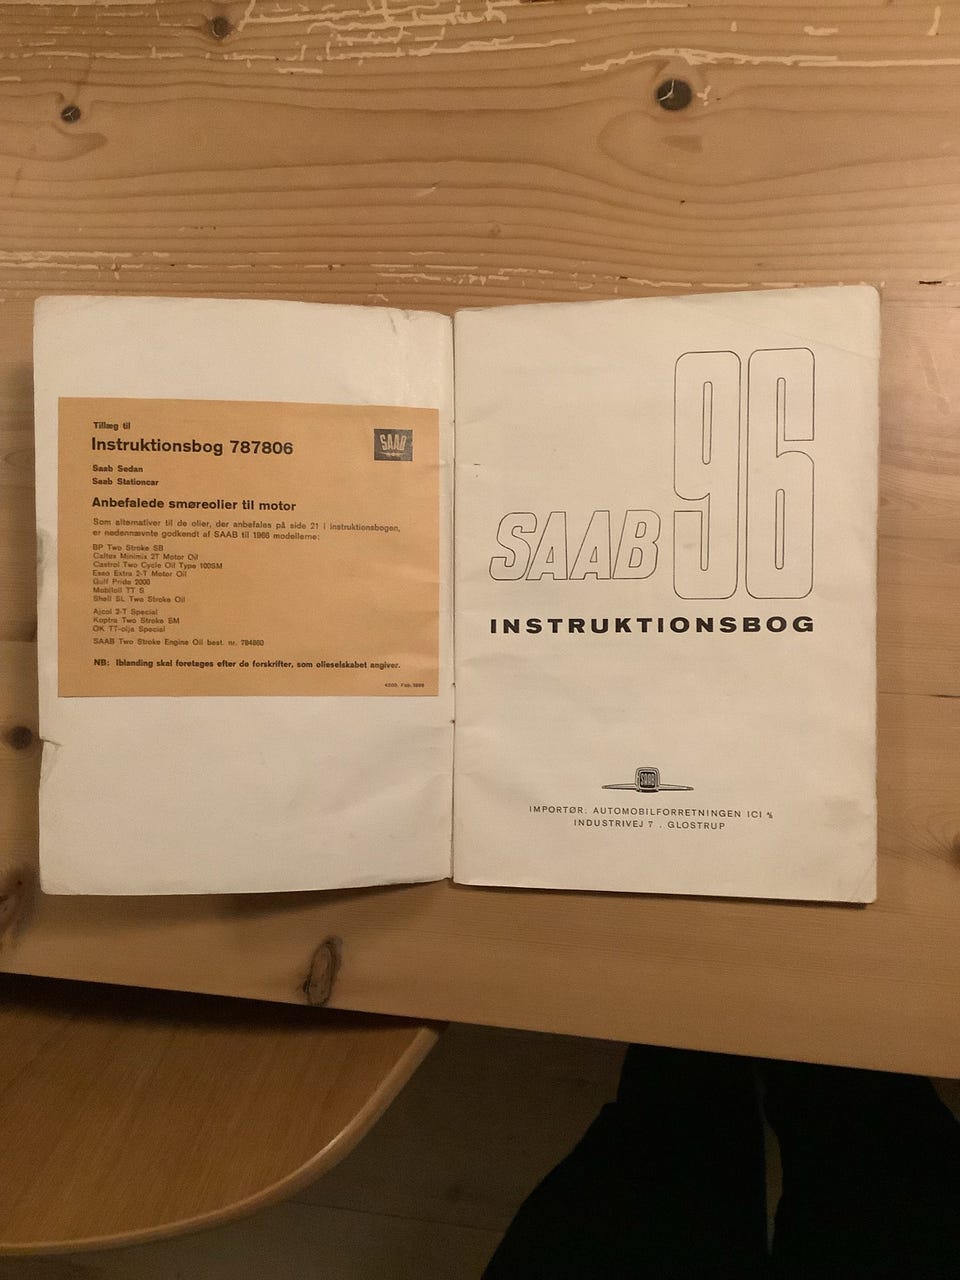 Tillæg til
Instruktionsbog 787806
SAAB
Saab Sedan
Saab Stationcar
Anbefalede smøreolier til motor
Som alternativer til de olier, der anbefales på side 21 i instruktionsbogen,
er nedennævnte godkendt af SAAB til 1966 modellerne:
BP Two Stroke SB
Caltex Minimix 2T Motor Oil
Castrol Two Cycle Oil Type 100SM
Esso Extra 2-T Motor Oil
Gulf Pride 2000
Mobiloil TT S
Shell SL Two Stroke Oil
Ajcol 2-T Special
Koptra Two Stroke SM
OK TT-olja Special
SAAB Two Stroke Engine Oil best. nr. 784860
NB: Iblanding skal foretages efter de forskrifter, som olieselskabet angiver.
4000. Feb.
SAAB 96
INSTRUKTIONSBOG
SAAB
IMPORTØR: AUTOMOBILFORRETNINGEN ICI A/S
INDUSTRIVEJ 7 . GLOSTRUP